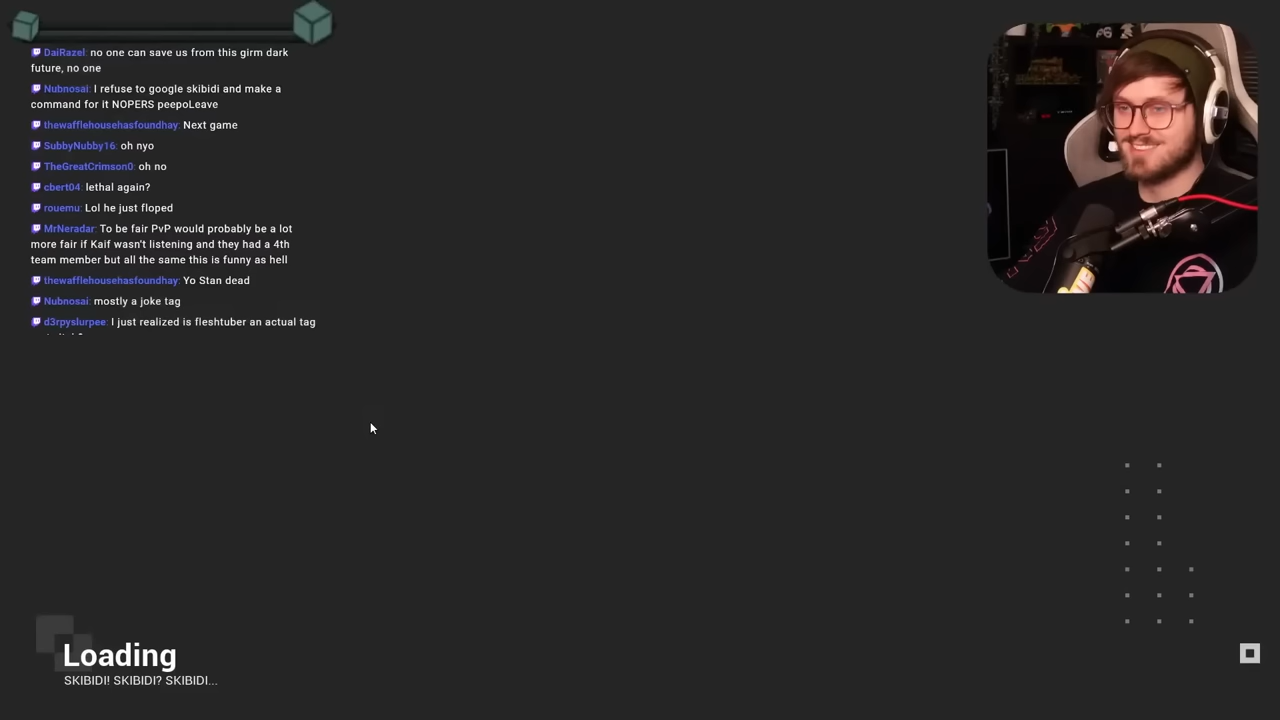 DaiRazel: no one can save us from this girm dark
future, no one
Nubnosai: I refuse to google skibidi and make a
command for it NOPERS peepoLeave
thewafflehousehasfoundhay: Next game
SubbyNubby16: oh nyo
TheGreatCrimson0: oh no
cbert04: lethal again?
rouemu: Lol he just floped
MrNeradar: To be fair PvP would probably be a lot
more fair if Kaif wasn't listening and they had a 4th
team member but all the same this is funny as hell
thewafflehousehasfoundhay: Yo Stan dead
Nubnosai: mostly a joke tag
d3rpyslurpee: I just realized is fleshtuber an actual tag
Loading
SKIBIDI! SKIBIDI? SKIBIDI...